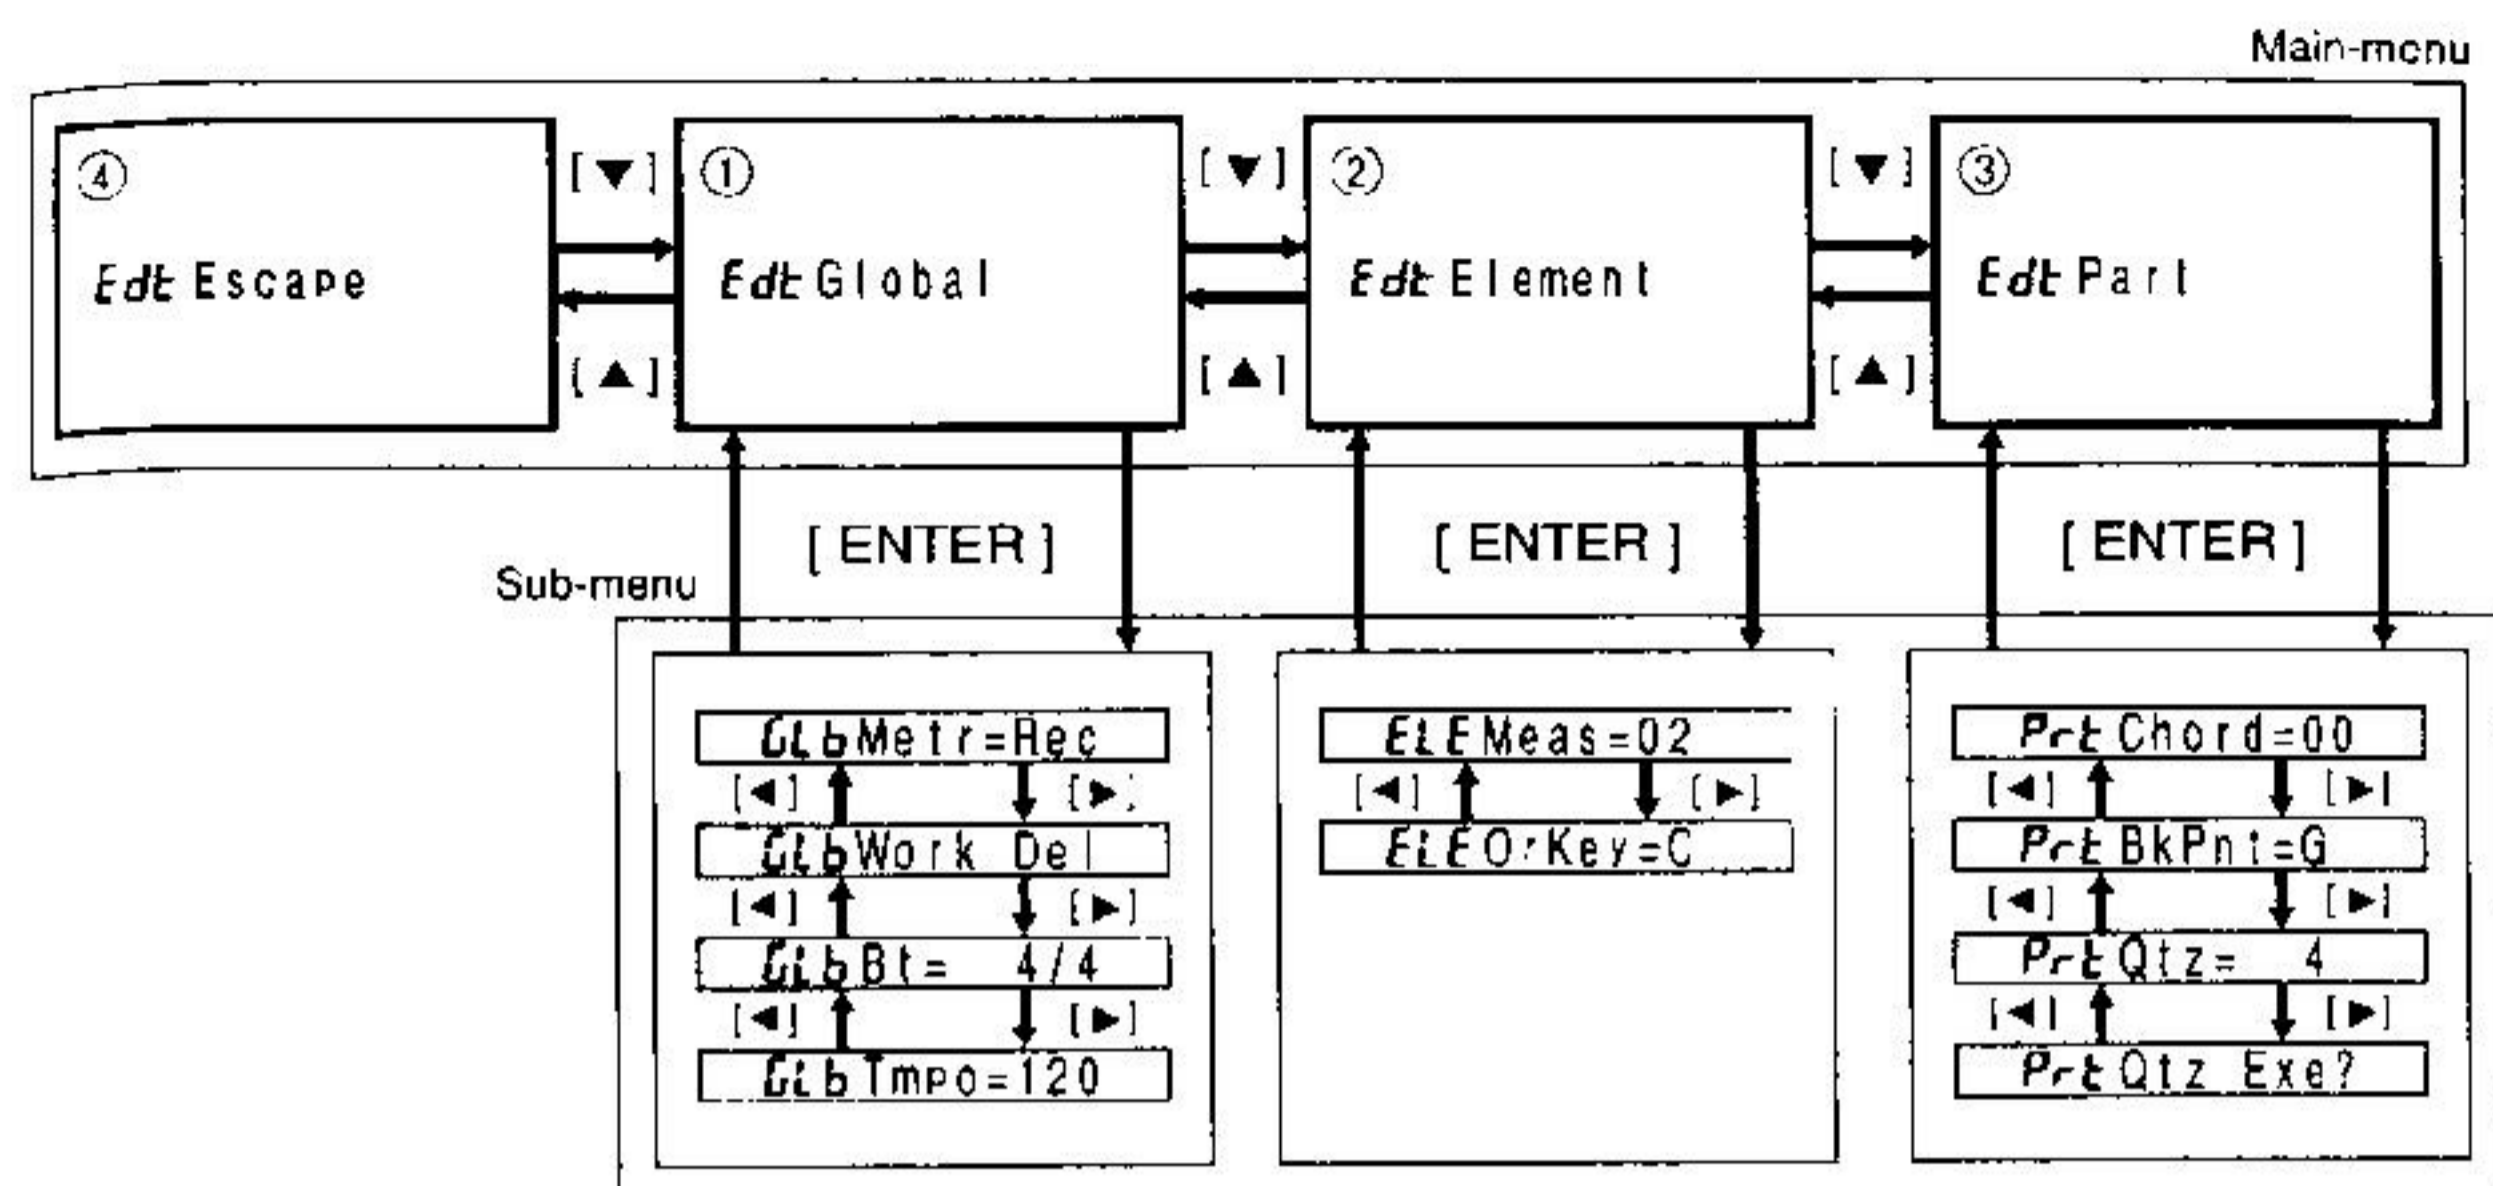 Main-menu
④ [▼] ① [▼] ② [▼] ③
Edt Escape Edt Global Edt Element Edt Part
[▲] [▲] [▲]
[ENTER] [ENTER] [ENTER]
Sub-menu
GLb Metr=Rec
[◀] [▶]
GLb Work Del
[◀] [▶]
GLb Bt= 4/4
[◀] [▶]
GLb Tmpo=120
ELE Meas=02
[◀] [▶]
ELE OrKey=C
Prt Chord=00
[◀] [▶]
Prt BkPnt=G
[◀] [▶]
Prt Qtz= 4
[◀] [▶]
Prt Qtz Exe?